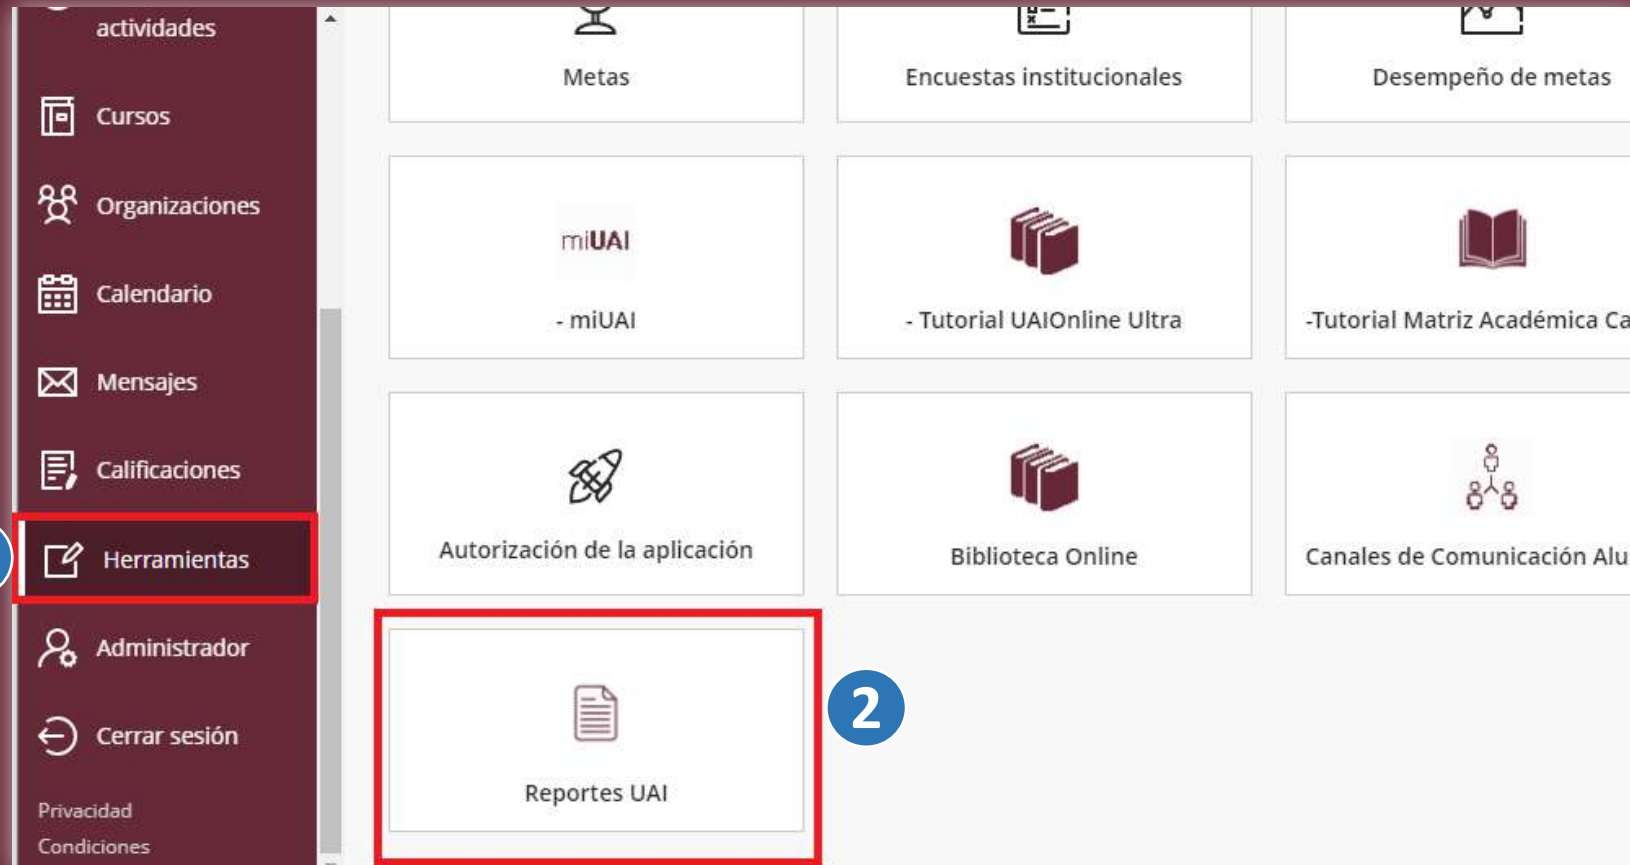 actividades
Cursos
Organizaciones
Calendario
Mensajes
Calificaciones
Herramientas
Administrador
Cerrar sesión
Privacidad
Condiciones
Metas
Encuestas institucionales
Desempeño de metas
miUAI
- miUAI
- Tutorial UAIOnline Ultra
-Tutorial Matriz Académica Ca
Autorización de la aplicación
Biblioteca Online
Canales de Comunicación Alu
Reportes UAI
2